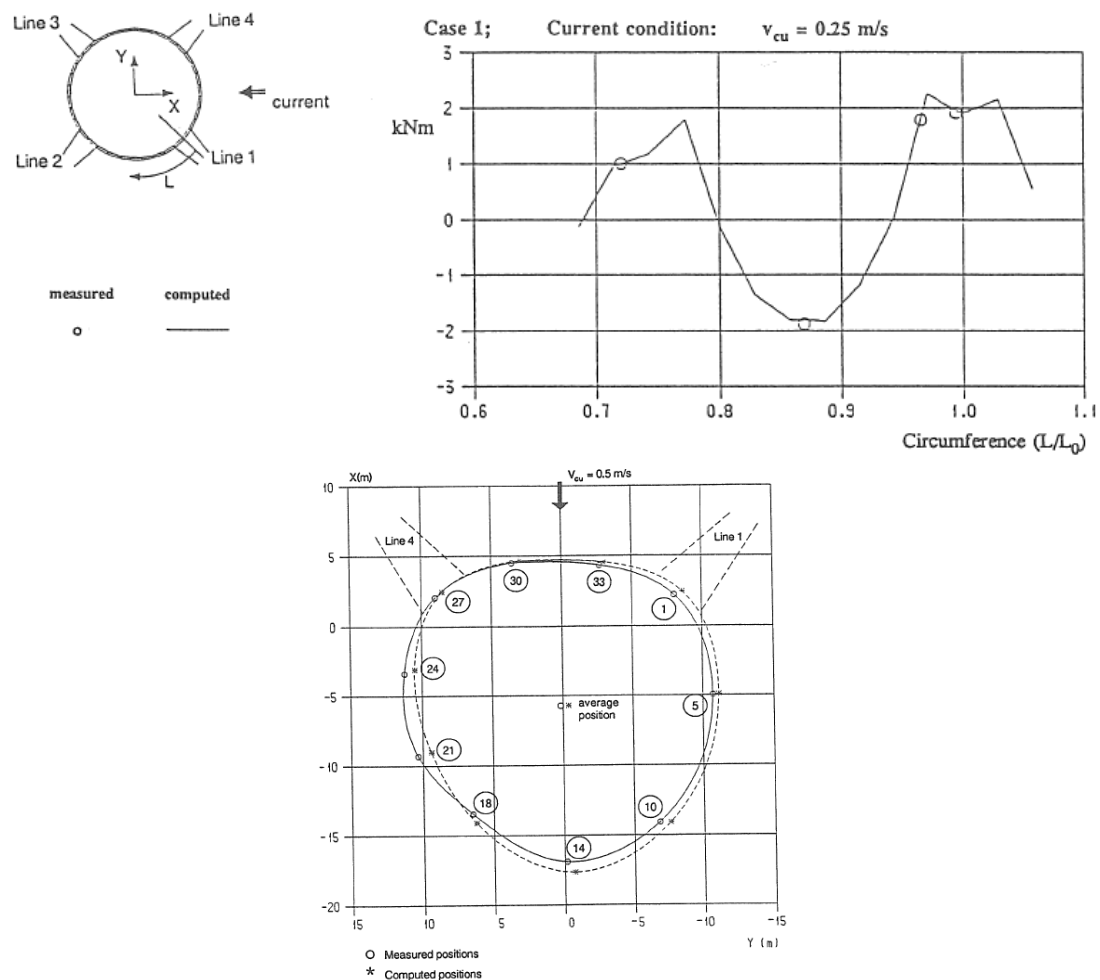 Line 3
Line 4
Y
X
current
Line 2
Line 1
L
measured computed
Case 1; Current condition: v_cu = 0.25 m/s
kNm
3
2
1
0
-1
-2
-3
0.6 0.7 0.8 0.9 1.0 1.1
Circumference (L/L_0)
X(m)
V_cu = 0.5 m/s
10
Line 4
Line 1
5
30
33
27
1
0
24
-5
average
position
5
21
-10
18
10
14
-15
-20
15 10 5 0 -5 -10 -15
Y (m)
O Measured positions
* Computed positions